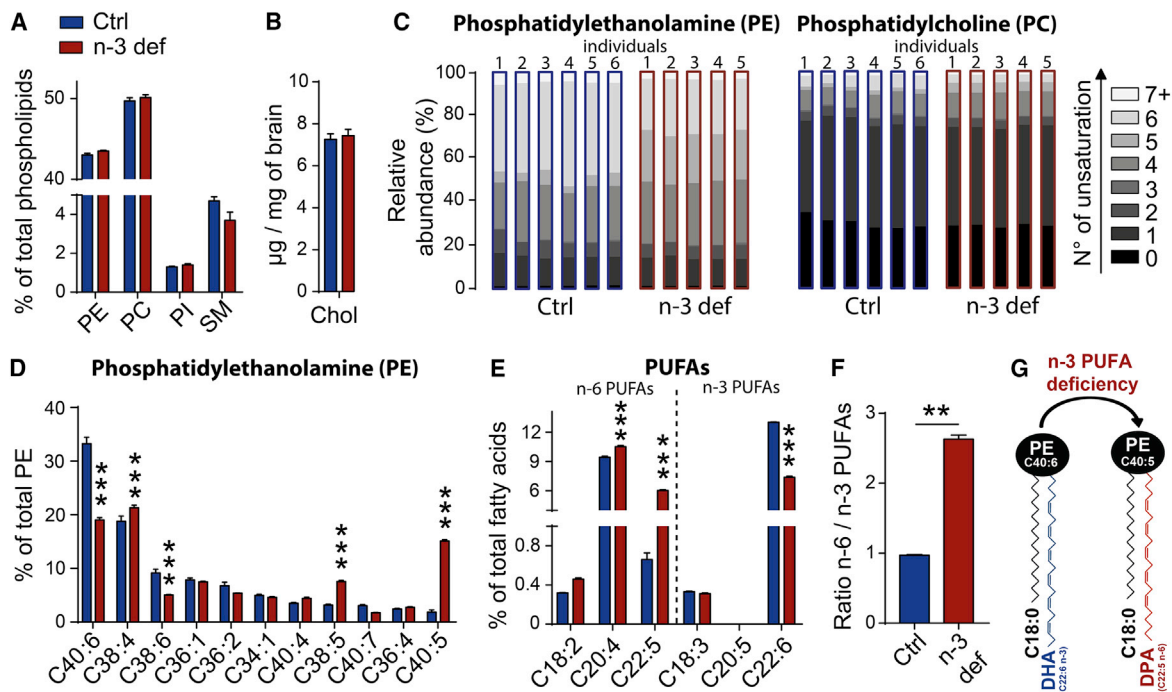 A
Ctrl
n-3 def
% of total phospholipids
50
40
4
2
0
PE
PC
PI
SM
B
µg / mg of brain
10
8
6
4
2
0
Chol
C
Phosphatidylethanolamine (PE)
individuals
1 2 3 4 5 6 1 2 3 4 5
Relative
abundance (%)
100
80
60
40
20
0
Ctrl
n-3 def
Phosphatidylcholine (PC)
individuals
1 2 3 4 5 6 1 2 3 4 5
Ctrl
n-3 def
N° of unsaturation
7+
6
5
4
3
2
1
0
D
Phosphatidylethanolamine (PE)
% of total PE
40
30
20
10
0
***
***
***
***
***
C40:6
C38:4
C38:6
C36:1
C36:2
C34:1
C40:4
C38:5
C40:7
C36:4
C40:5
E
PUFAs
n-6 PUFAs
n-3 PUFAs
% of total fatty acids
12
9
6
0.8
0.4
0
***
***
***
C18:2
C20:4
C22:5
C18:3
C20:5
C22:6
F
Ratio n-6 / n-3 PUFAs
3
2
1
0
**
Ctrl
n-3
def
G
n-3 PUFA
deficiency
PE
C40:6
PE
C40:5
C18:0
DHA
(C22:6 n-3)
C18:0
DPA
(C22:5 n-6)